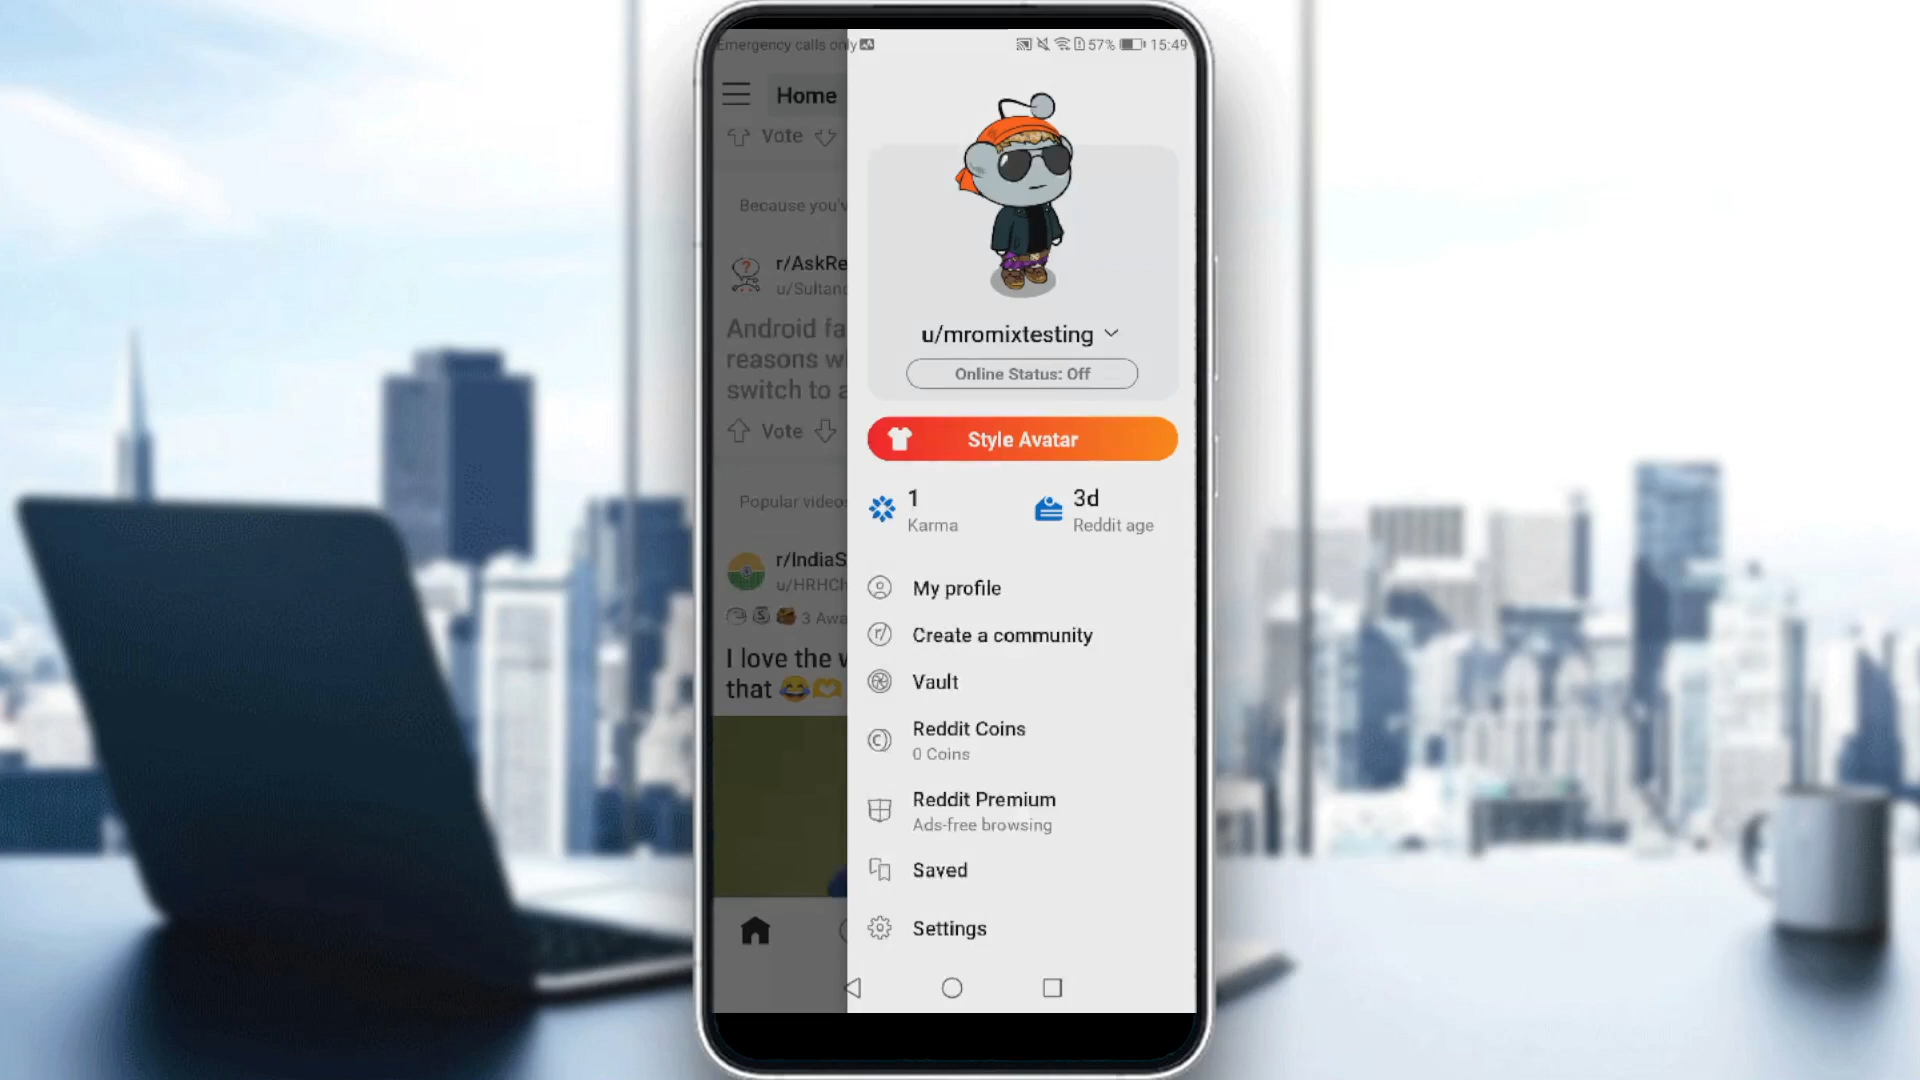 Emergency calls only
57% 15:49
Home
Vote
Because you'v
r/AskRe
u/Sultan
Android fa
reasons w
switch to a
Vote
Popular video
r/IndiaS
u/HRHCh
3 Awa
I love the w
that 😂🫶
u/mromixtesting
Online Status: Off
Style Avatar
1
Karma
3d
Reddit age
My profile
Create a community
Vault
Reddit Coins
0 Coins
Reddit Premium
Ads-free browsing
Saved
Settings